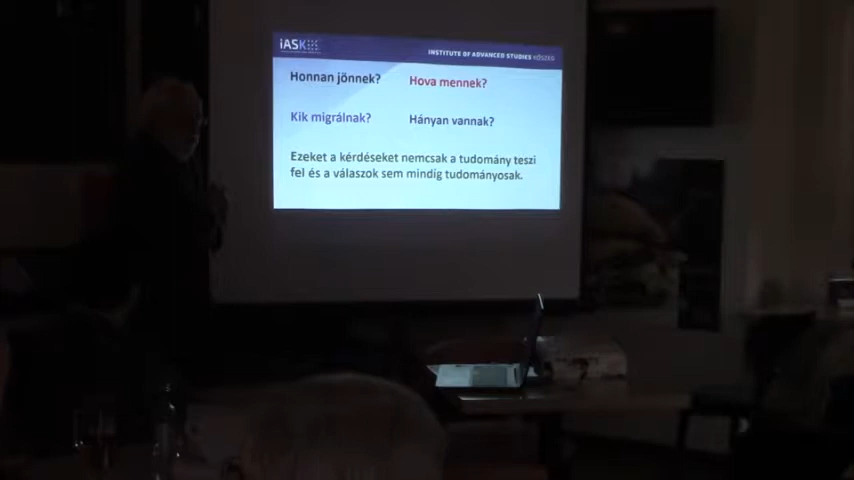 iASK
INSTITUTE OF ADVANCED STUDIES KŐSZEG
Honnan jönnek? Hova mennek?
Kik migrálnak? Hányan vannak?
Ezeket a kérdéseket nemcsak a tudomány teszi
fel és a válaszok sem mindíg tudományosak.